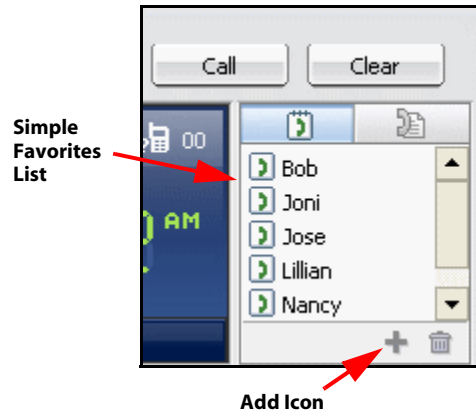 Call
Clear
Simple
Favorites
List
00
AM
Bob
Joni
Jose
Lillian
Nancy
Add Icon